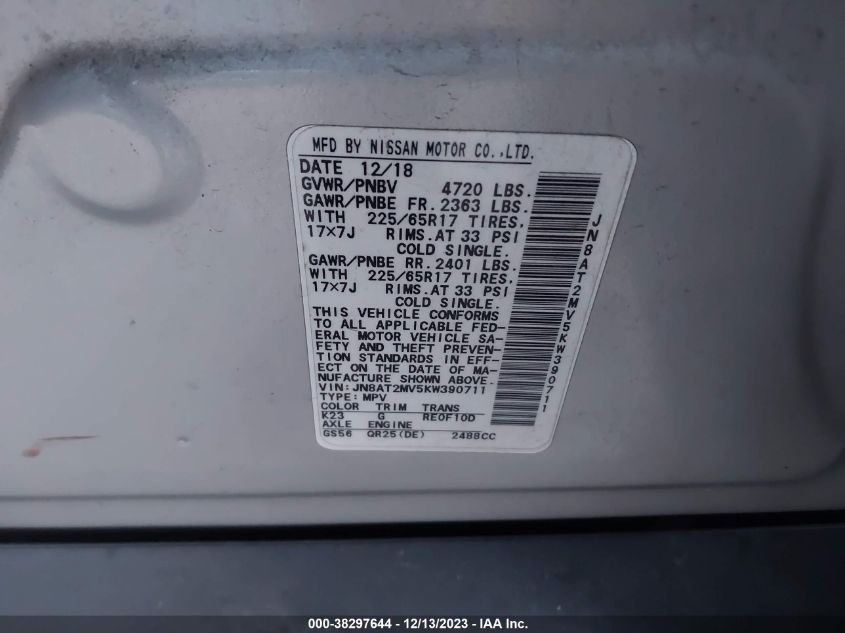 MFD BY NISSAN MOTOR CO.,LTD.
DATE 12/18
GVWR/PNBV 4720 LBS.
GAWR/PNBE FR. 2363 LBS.
WITH 225/65R17 TIRES,
17×7J RIMS.AT 33 PSI
COLD SINGLE.
GAWR/PNBE RR. 2401 LBS.
WITH 225/65R17 TIRES,
17×7J RIMS.AT 33 PSI
COLD SINGLE.
THIS VEHICLE CONFORMS
TO ALL APPLICABLE FED-
ERAL MOTOR VEHICLE SA-
FETY AND THEFT PREVEN-
TION STANDARDS IN EFF-
ECT ON THE DATE OF MA-
NUFACTURE SHOWN ABOVE.
VIN:JN8AT2MV5KW390711
TYPE:MPV
COLOR TRIM TRANS
K23 G RE0F10D
AXLE ENGINE
GS56 QR25(DE) 2488CC
JN8AT2MV5KW390711
000-38297644 - 12/13/2023 - IAA Inc.